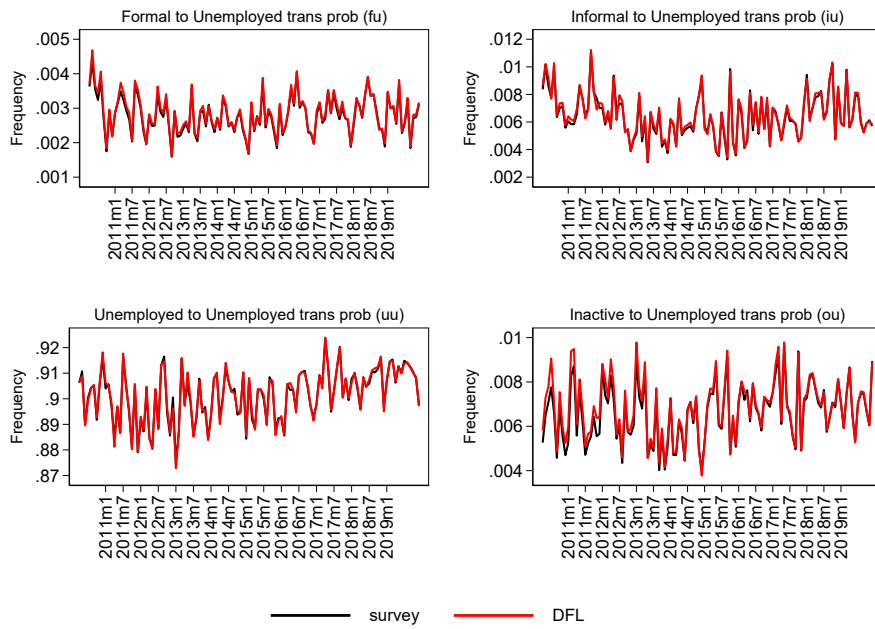 Formal to Unemployed trans prob (fu)
Frequency
.005
.004
.003
.002
.001
2011m1
2011m7
2012m1
2012m7
2013m1
2013m7
2014m1
2014m7
2015m1
2015m7
2016m1
2016m7
2017m1
2017m7
2018m1
2018m7
2019m1
Informal to Unemployed trans prob (iu)
Frequency
.012
.01
.008
.006
.004
.002
2011m1
2011m7
2012m1
2012m7
2013m1
2013m7
2014m1
2014m7
2015m1
2015m7
2016m1
2016m7
2017m1
2017m7
2018m1
2018m7
2019m1
Unemployed to Unemployed trans prob (uu)
Frequency
.92
.91
.9
.89
.88
.87
2011m1
2011m7
2012m1
2012m7
2013m1
2013m7
2014m1
2014m7
2015m1
2015m7
2016m1
2016m7
2017m1
2017m7
2018m1
2018m7
2019m1
Inactive to Unemployed trans prob (ou)
Frequency
.01
.008
.006
.004
2011m1
2011m7
2012m1
2012m7
2013m1
2013m7
2014m1
2014m7
2015m1
2015m7
2016m1
2016m7
2017m1
2017m7
2018m1
2018m7
2019m1
survey
DFL